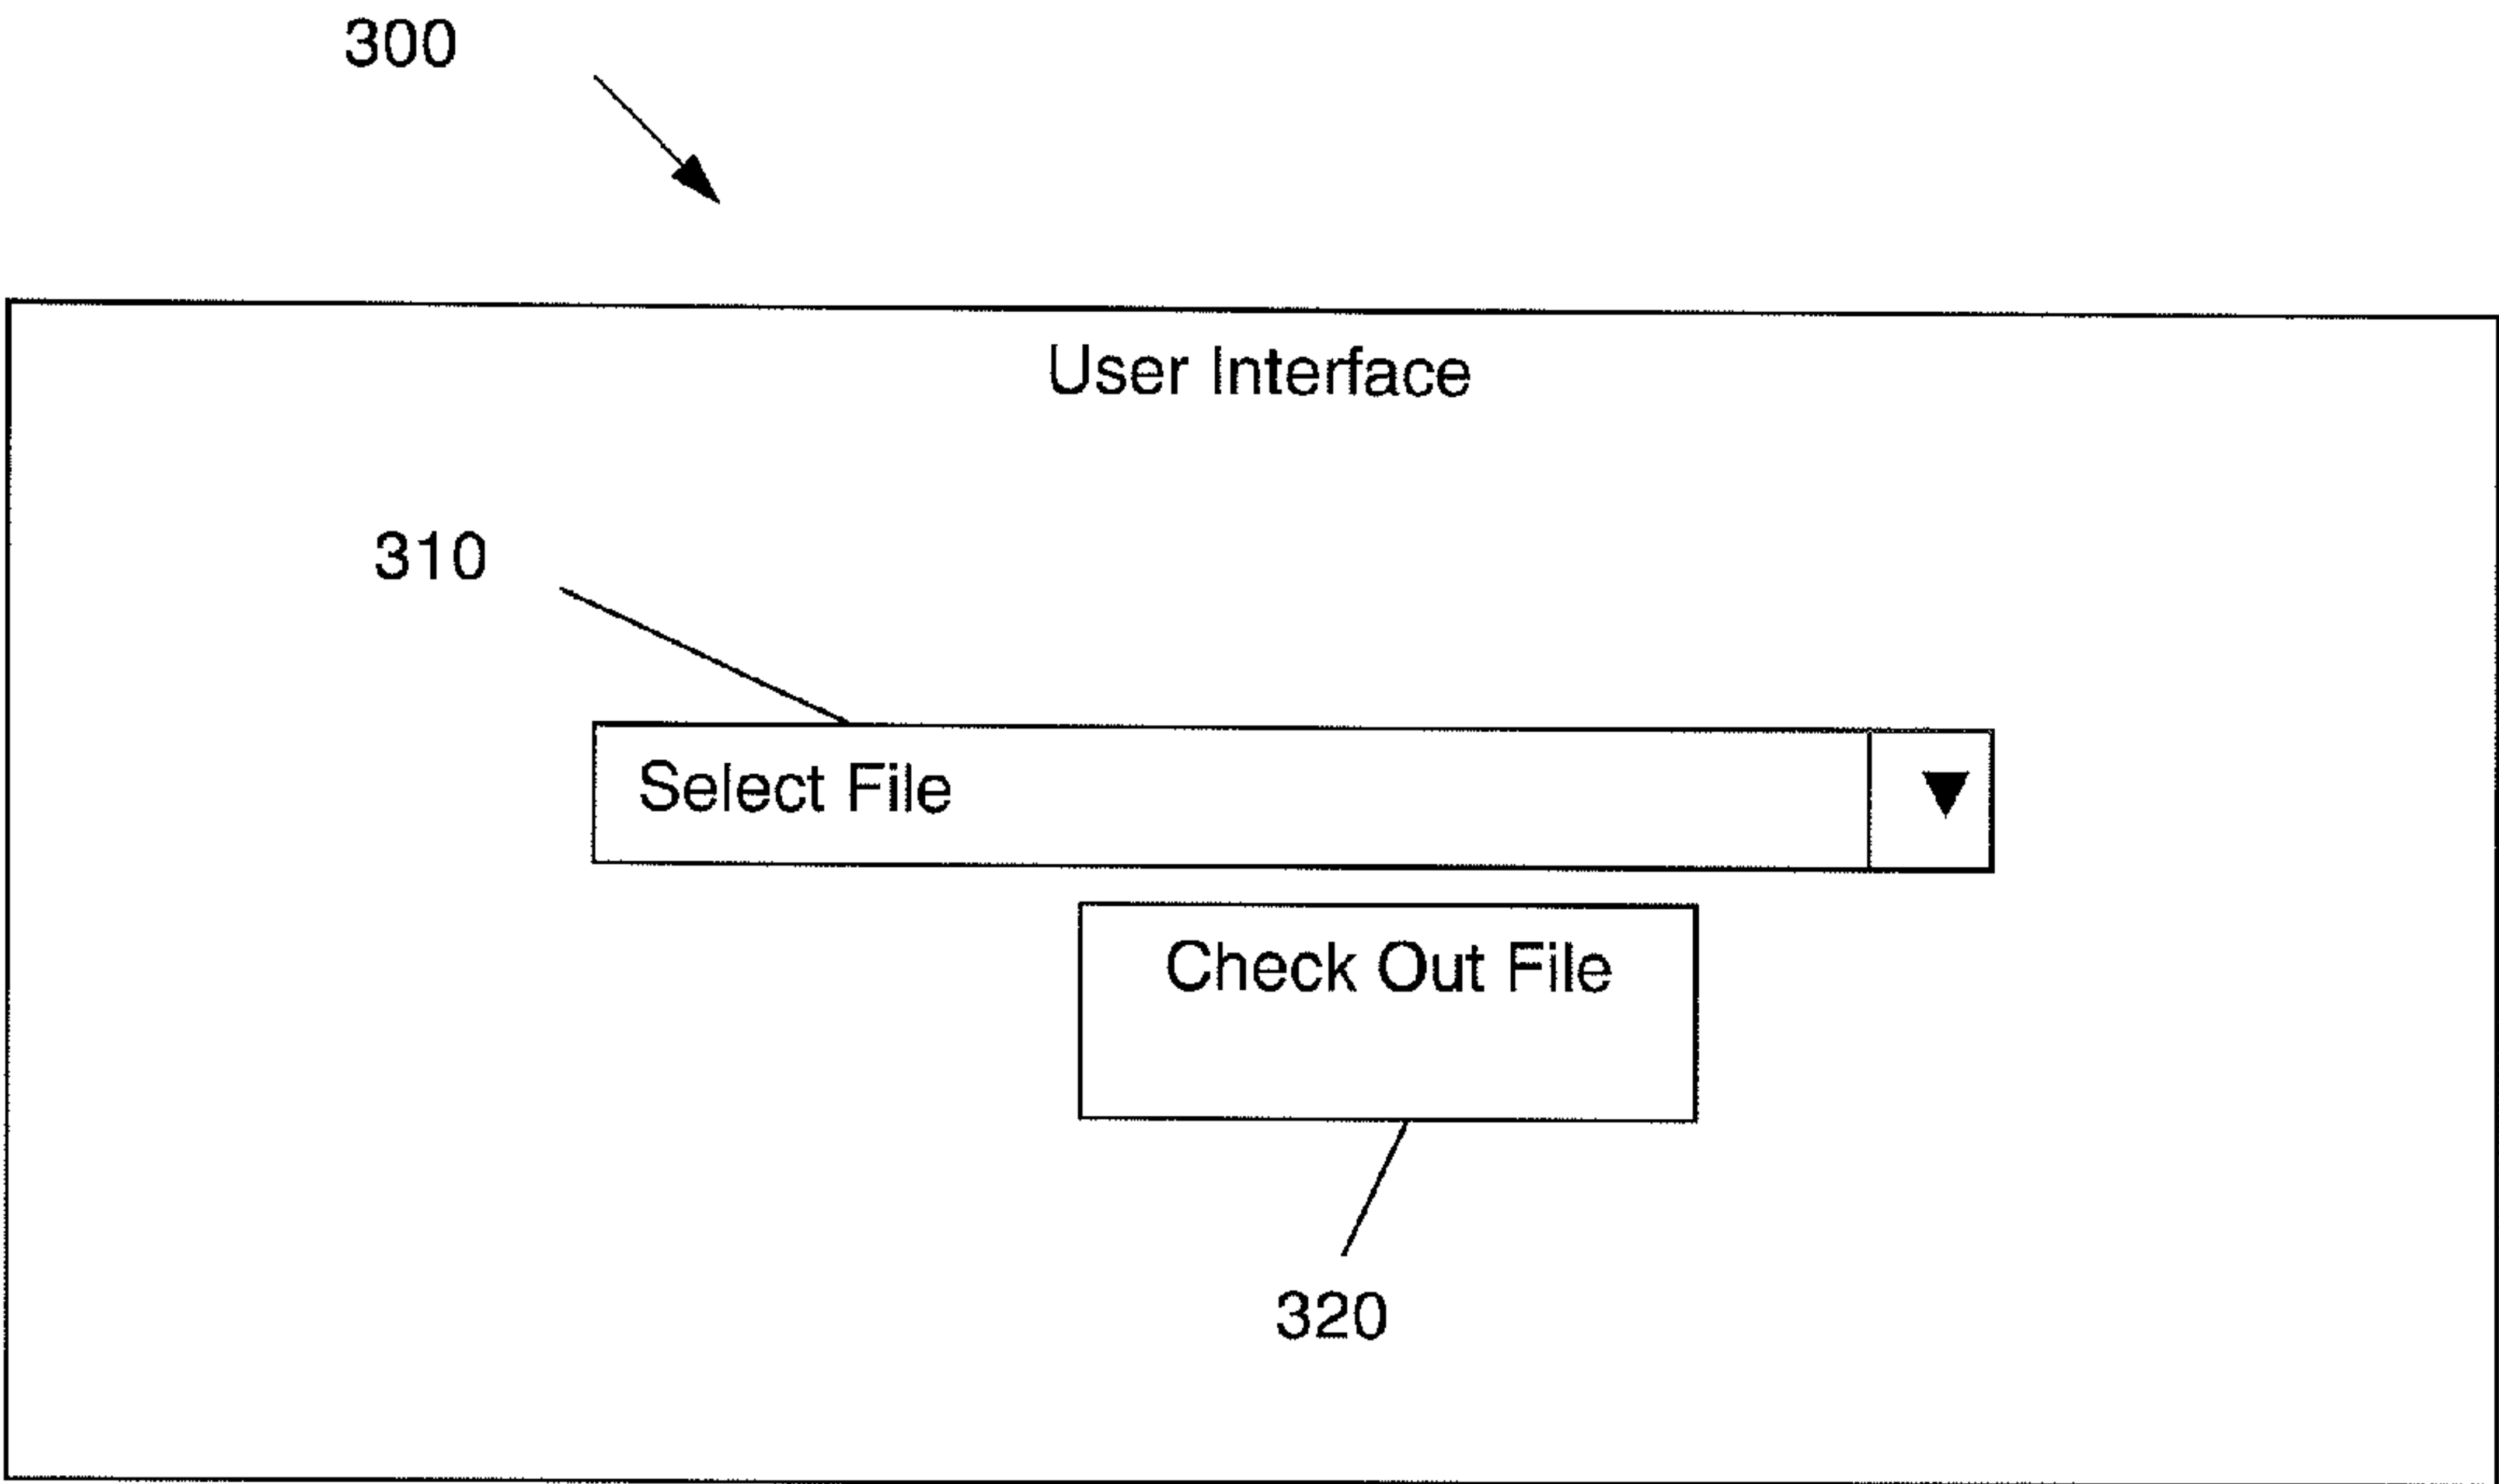 300
User Interface
310
Select File
Check Out File
320